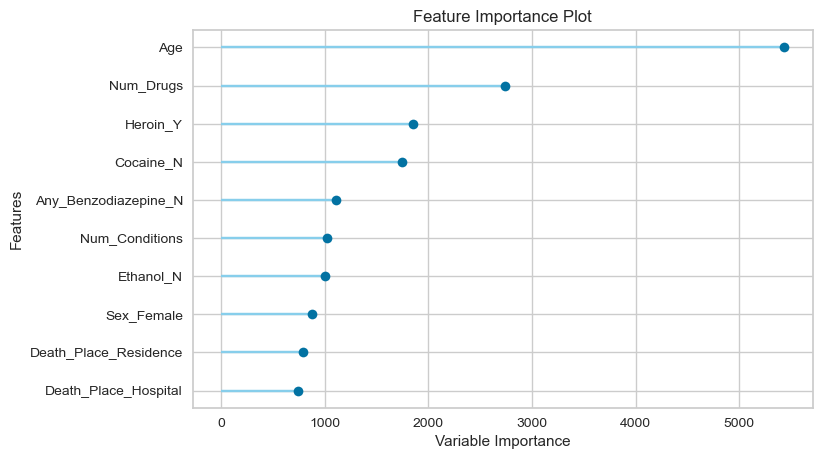 Feature Importance Plot
Age
Num_Drugs
Heroin_Y
Cocaine_N
Any_Benzodiazepine_N
Num_Conditions
Ethanol_N
Sex_Female
Death_Place_Residence
Death_Place_Hospital
Features
0 1000 2000 3000 4000 5000
Variable Importance